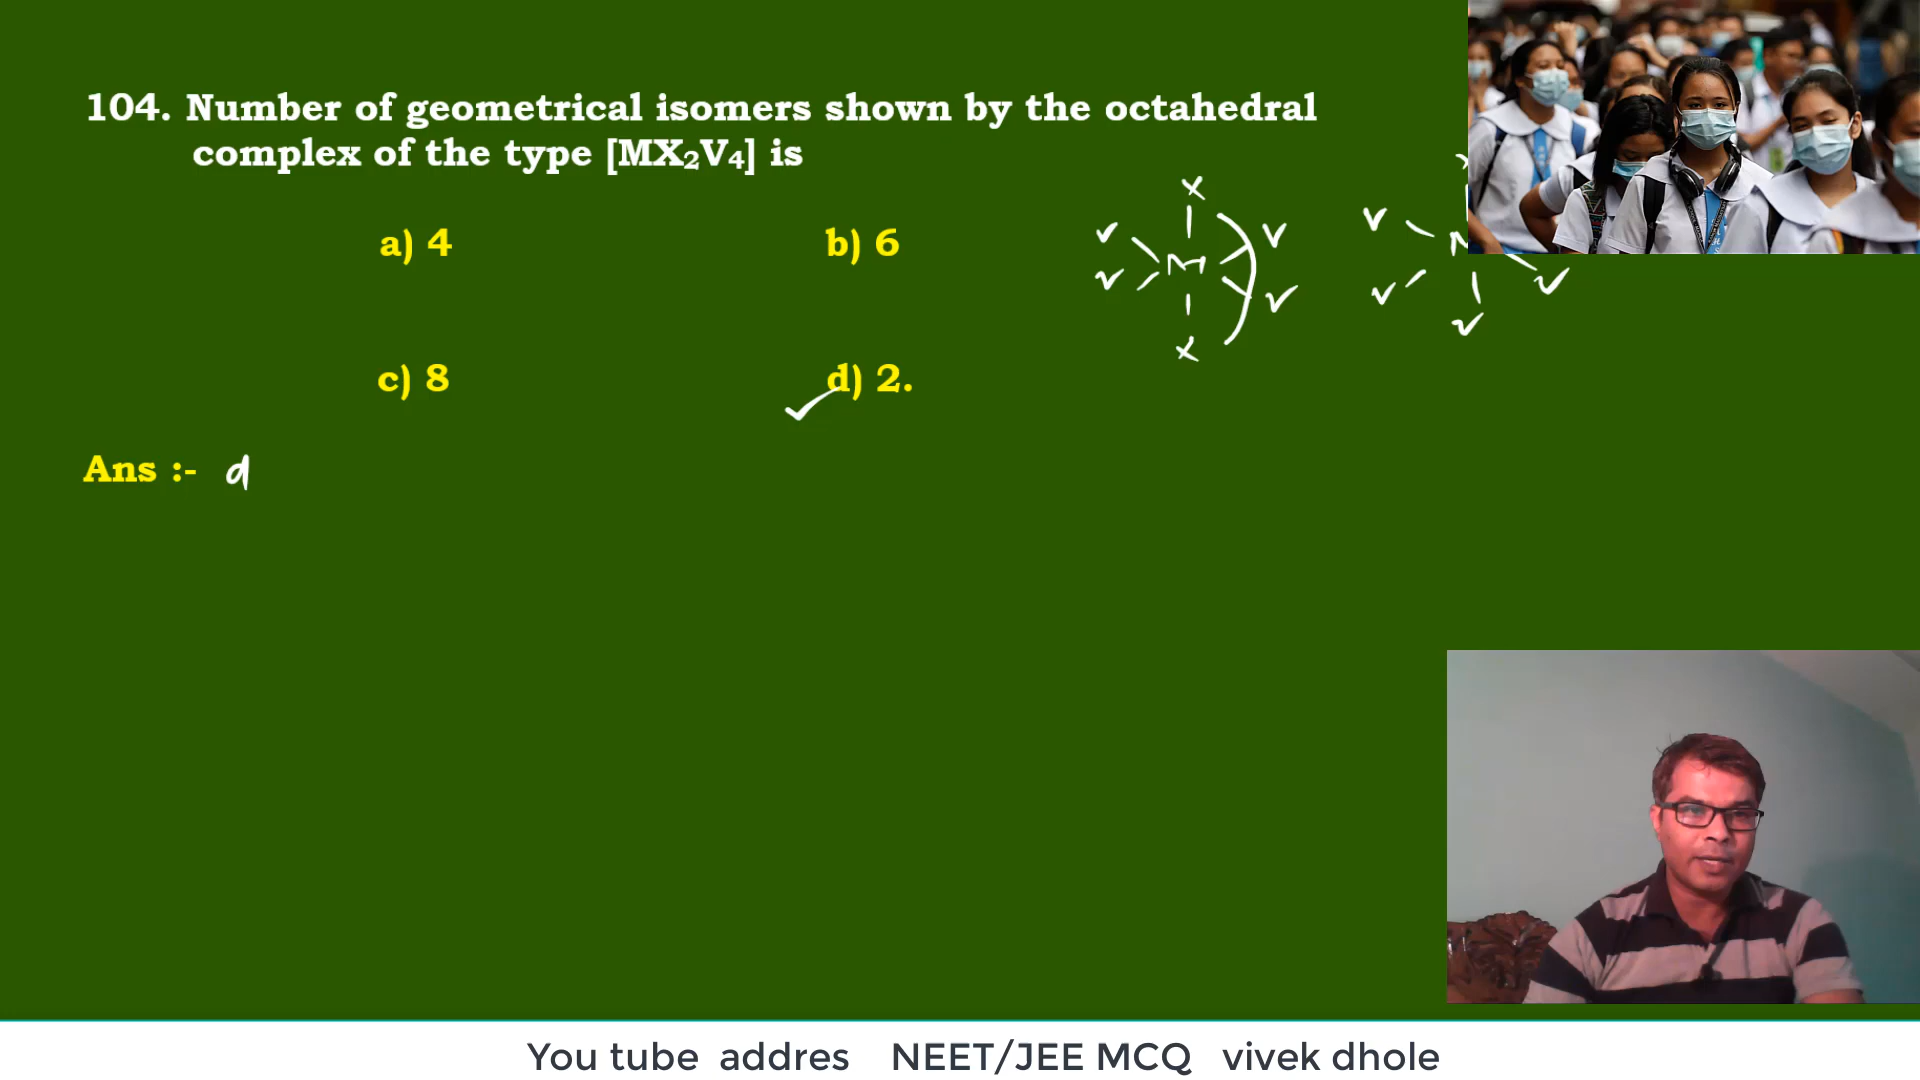 104. Number of geometrical isomers shown by the octahedral
complex of the type [MX₂V₄] is
a) 4
b) 6
c) 8
d) 2.
Ans :- d
x
v v
M
v v
x
v
v v
v
You tube addres NEET/JEE MCQ vivek dhole